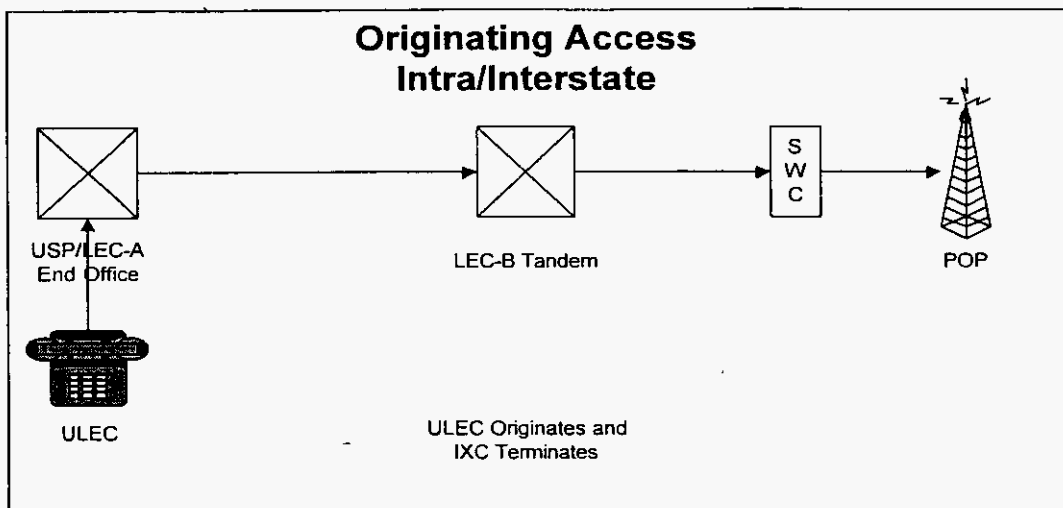 Originating Access
Intra/Interstate
S
W
C
USP/LEC-A
End Office
LEC-B Tandem
POP
ULEC
ULEC Originates and
IXC Terminates